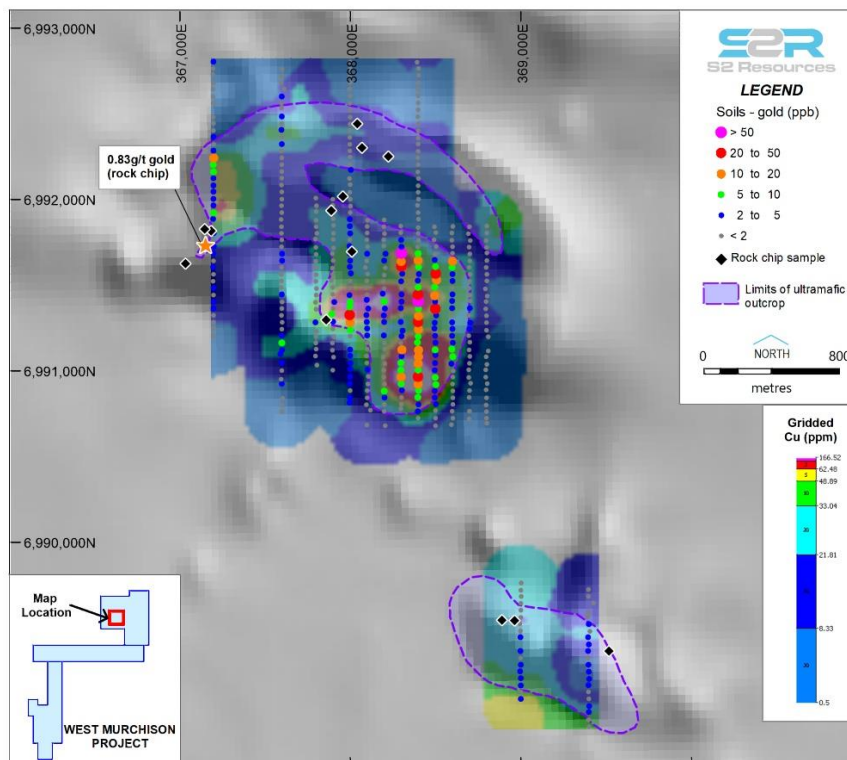 6,993,000N
367,000E
368,000E
369,000E
6,992,000N
6,991,000N
6,990,000N
0.83g/t gold
(rock chip)
S2R
S2 Resources
LEGEND
Soils - gold (ppb)
> 50
20 to 50
10 to 20
5 to 10
2 to 5
< 2
Rock chip sample
Limits of ultramafic
outcrop
NORTH
0
800
metres
Gridded
Cu (ppm)
166.52
62.48
5
48.89
10
33.04
20
21.81
6.33
0.5
Map
Location
WEST MURCHISON
PROJECT